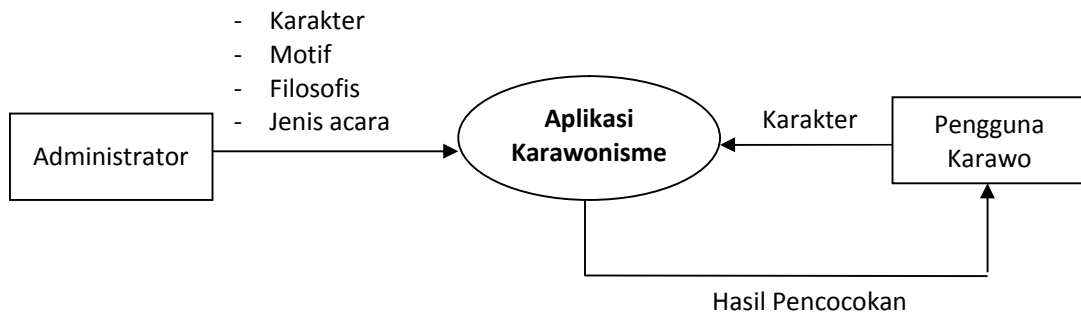 - Karakter
- Motif
- Filosofis
- Jenis acara
Administrator
Aplikasi
Karawonisme
Karakter
Pengguna
Karawo
Hasil Pencocokan